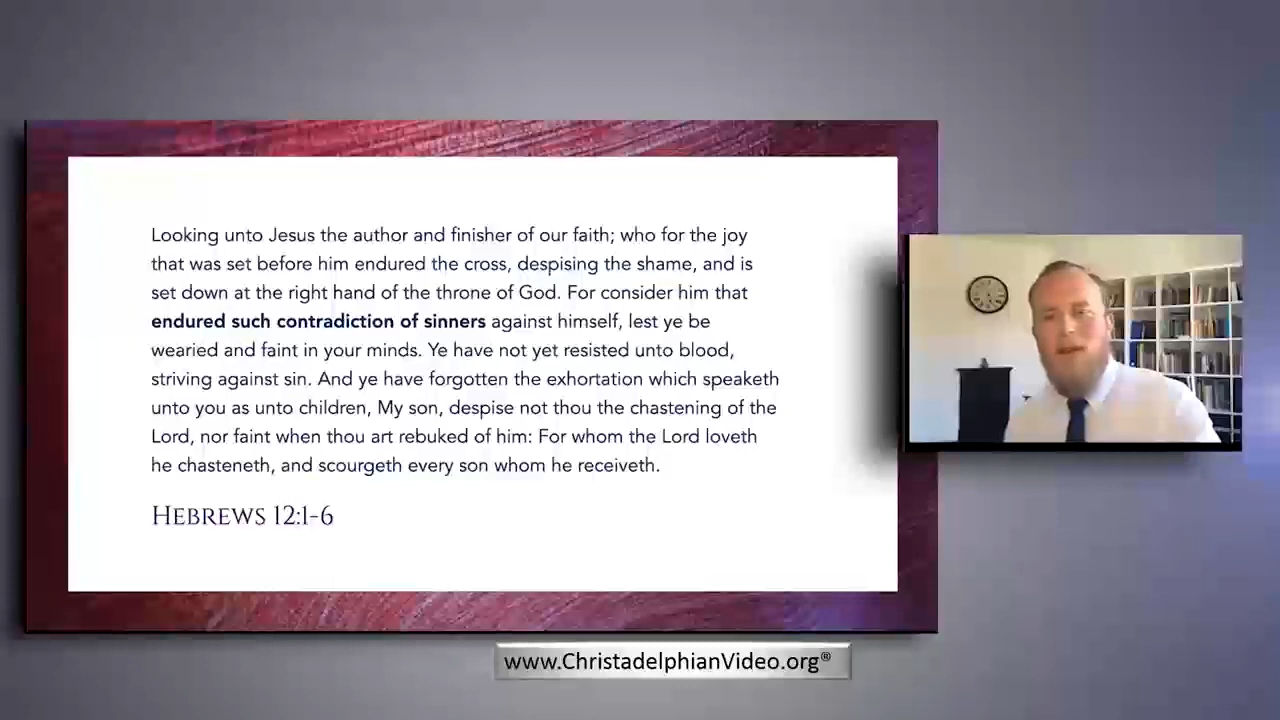 Looking unto Jesus the author and finisher of our faith; who for the joy
that was set before him endured the cross, despising the shame, and is
set down at the right hand of the throne of God. For consider him that
endured such contradiction of sinners against himself, lest ye be
wearied and faint in your minds. Ye have not yet resisted unto blood,
striving against sin. And ye have forgotten the exhortation which speaketh
unto you as unto children, My son, despise not thou the chastening of the
Lord, nor faint when thou art rebuked of him: For whom the Lord loveth
he chasteneth, and scourgeth every son whom he receiveth.
Hebrews 12:1-6
www.ChristadelphianVideo.org®